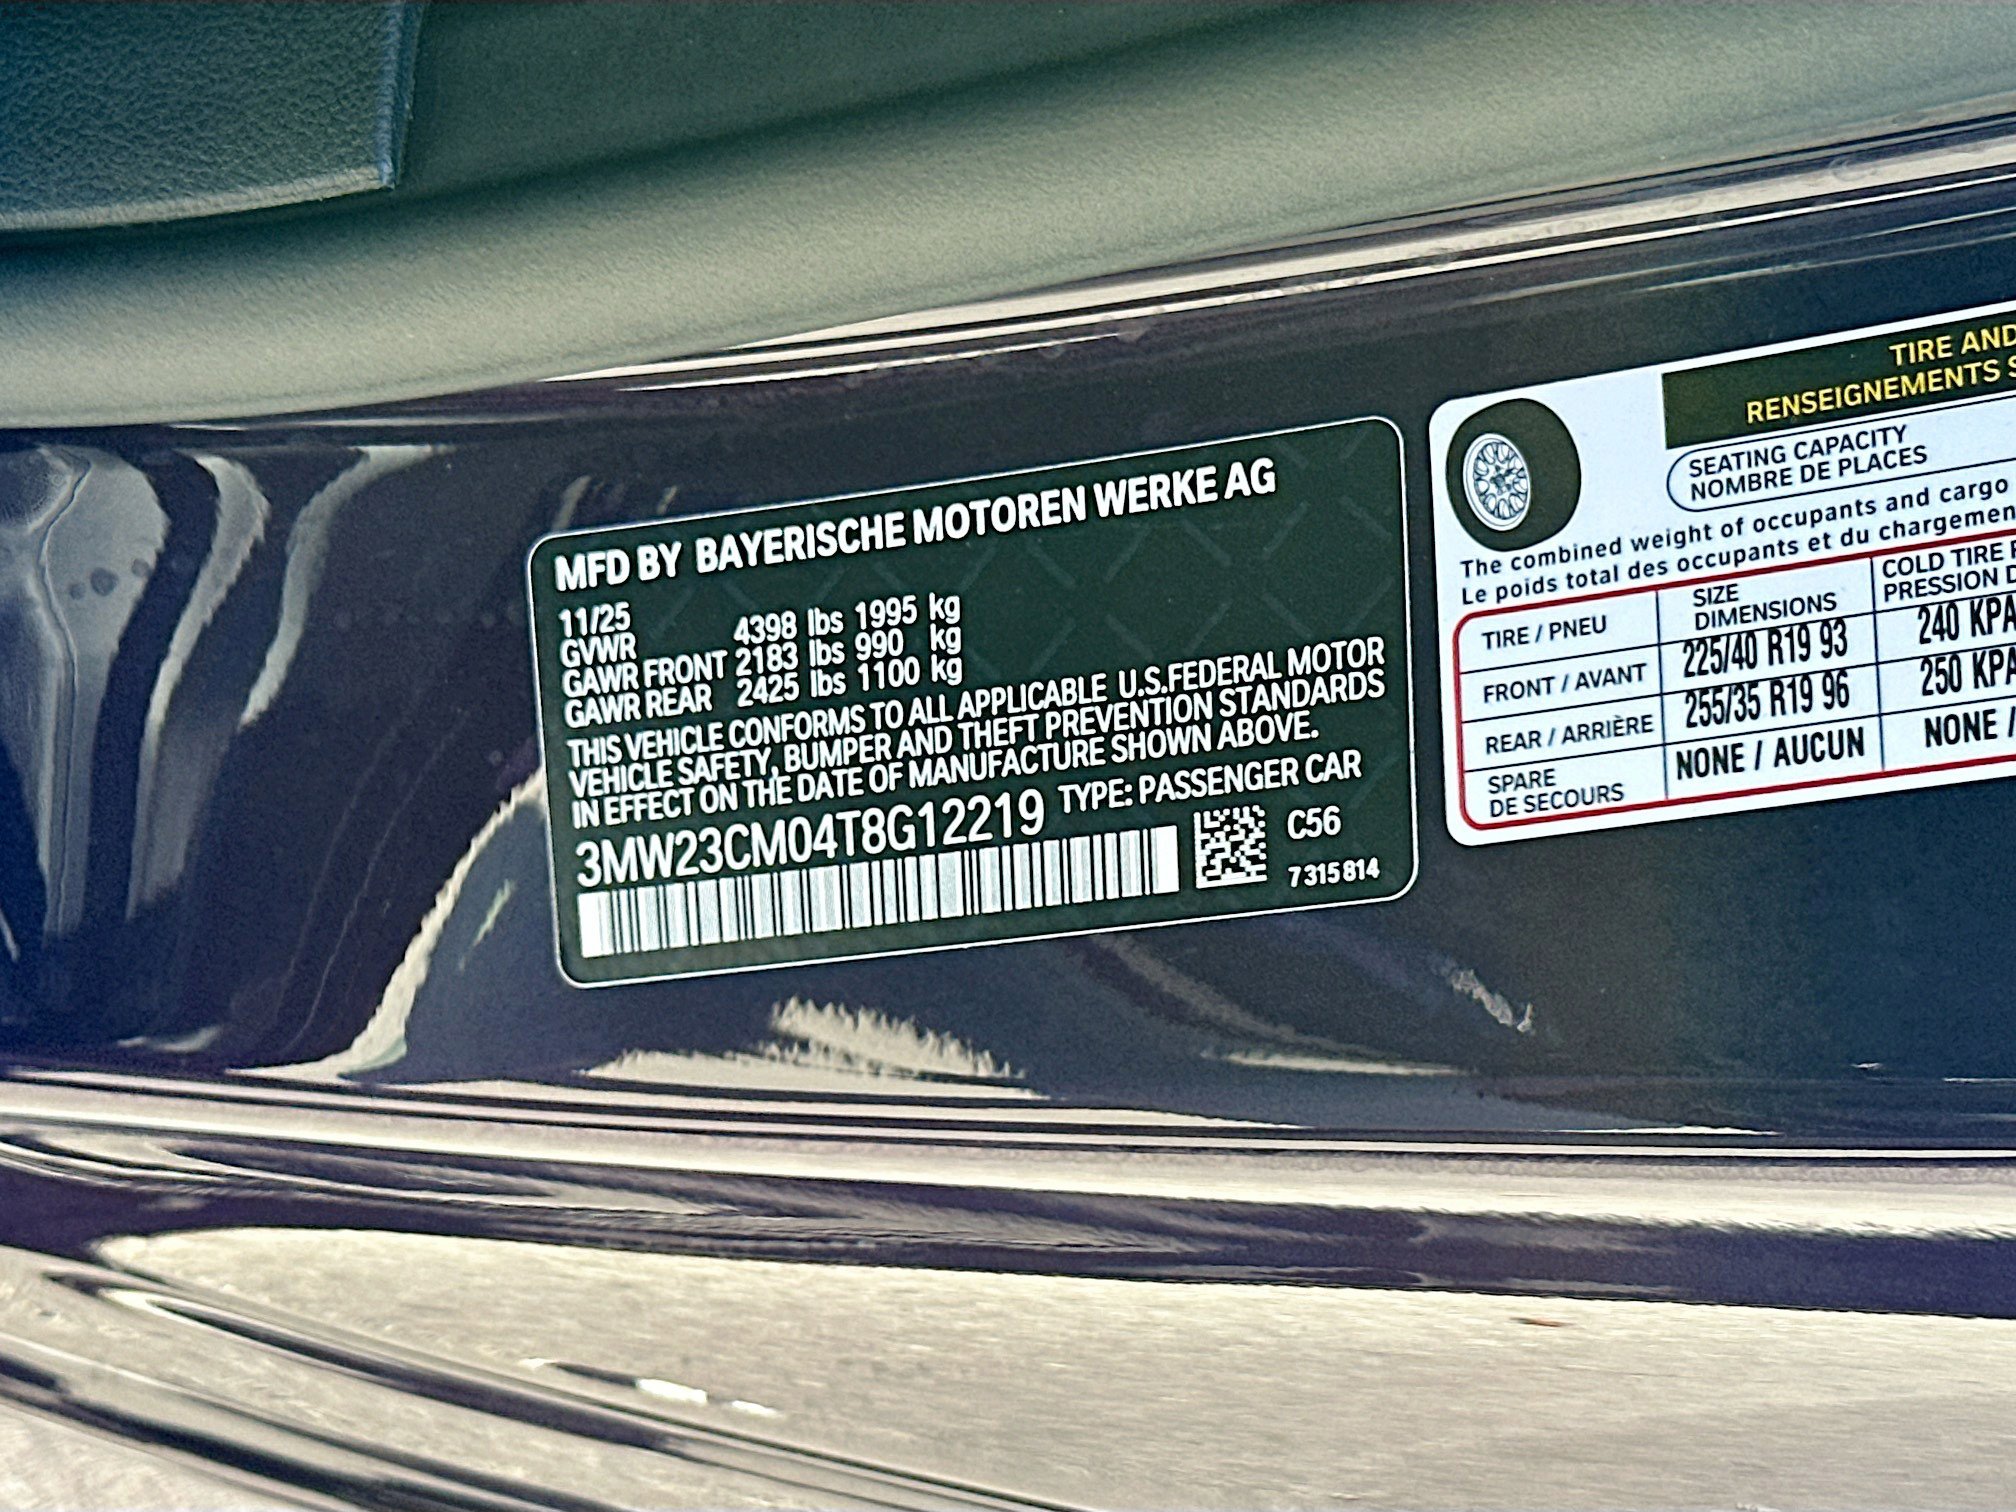 MFD BY BAYERISCHE MOTOREN WERKE AG
11/25
GVWR 4398 lbs 1995 kg
GAWR FRONT 2183 lbs 990 kg
GAWR REAR 2425 lbs 1100 kg
THIS VEHICLE CONFORMS TO ALL APPLICABLE U.S.FEDERAL MOTOR
VEHICLE SAFETY, BUMPER AND THEFT PREVENTION STANDARDS
IN EFFECT ON THE DATE OF MANUFACTURE SHOWN ABOVE.
3MW23CM04T8G12219 TYPE: PASSENGER CAR
C56
7315814
TIRE AND
RENSEIGNEMENTS S
SEATING CAPACITY
NOMBRE DE PLACES
The combined weight of occupants and cargo
Le poids total des occupants et du chargemen
TIRE / PNEU
SIZE
DIMENSIONS
COLD TIRE P
PRESSION D
FRONT / AVANT 225/40 R19 93 240 KPA
REAR / ARRIÈRE 255/35 R19 96 250 KPA
SPARE
DE SECOURS
NONE / AUCUN NONE /